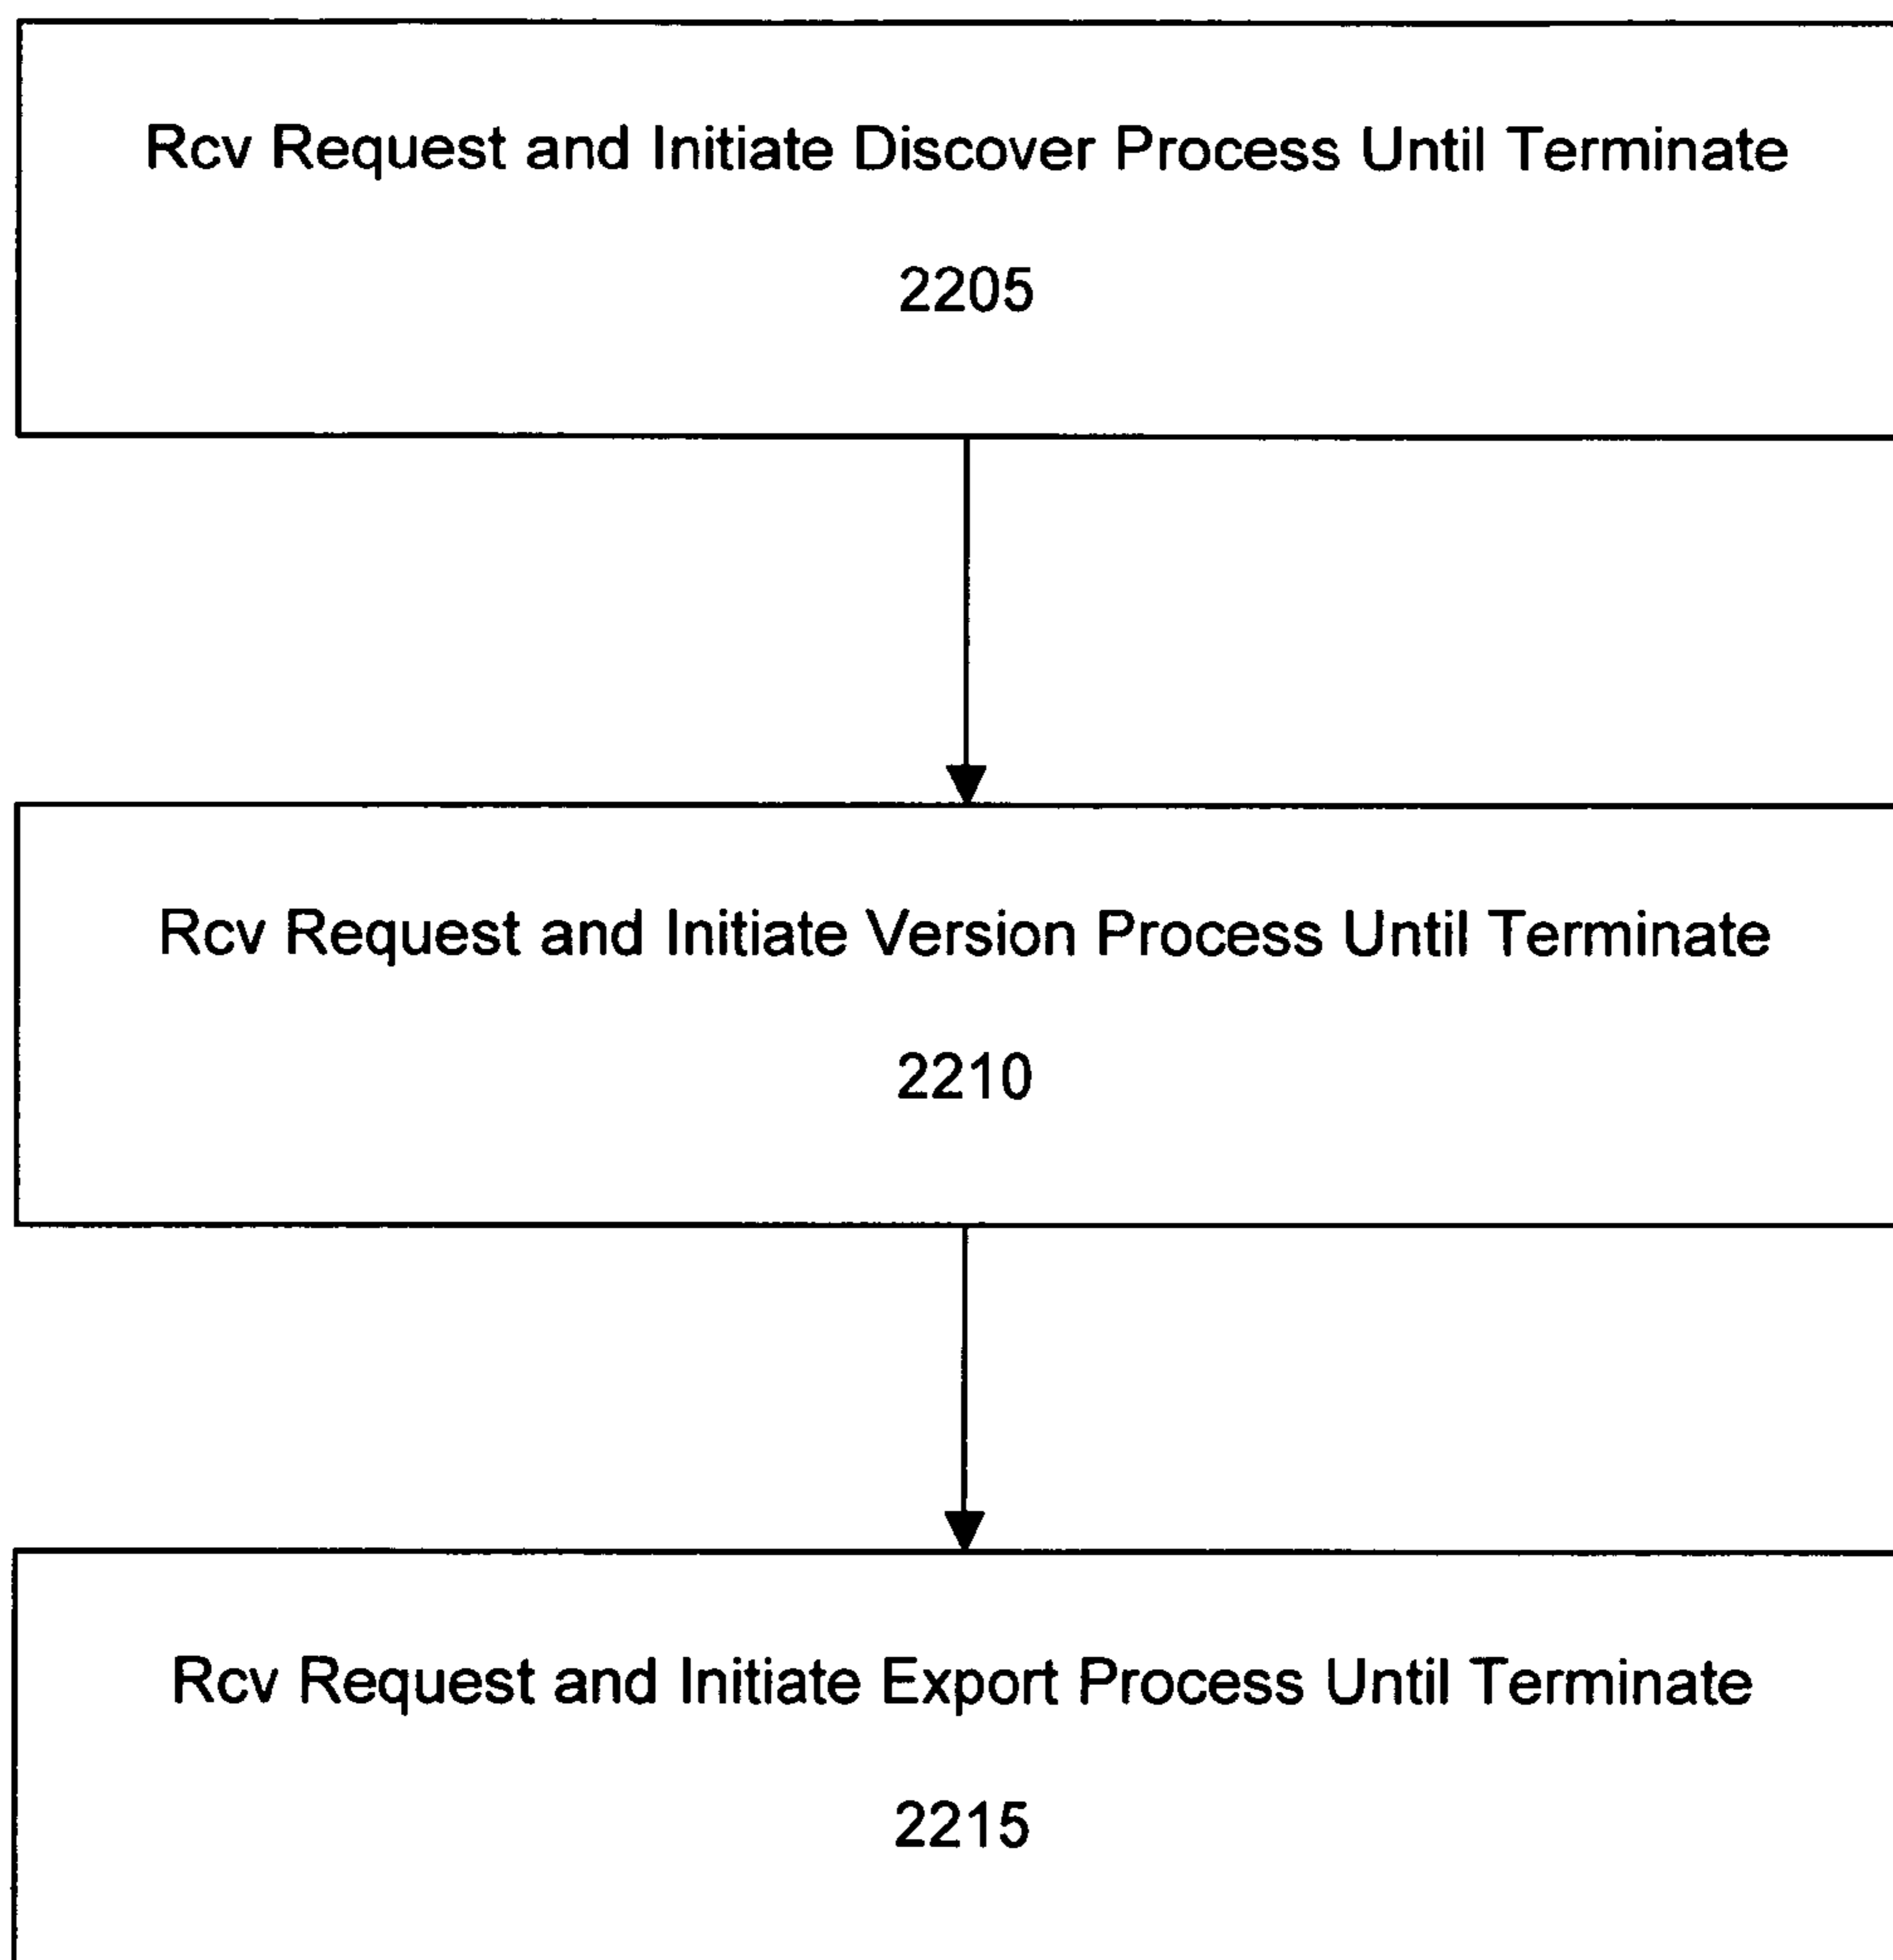 Rcv Request and Initiate Discover Process Until Terminate
2205
Rcv Request and Initiate Version Process Until Terminate
2210
Rcv Request and Initiate Export Process Until Terminate
2215